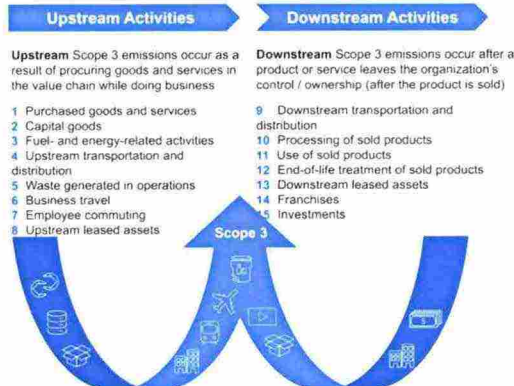 Upstream Activities
Downstream Activities
Upstream Scope 3 emissions occur as a
result of procuring goods and services in
the value chain while doing business
1 Purchased goods and services
2 Capital goods
3 Fuel- and energy-related activities
4 Upstream transportation and
distribution
5 Waste generated in operations
6 Business travel
7 Employee commuting
8 Upstream leased assets
Downstream Scope 3 emissions occur after a
product or service leaves the organization's
control / ownership (after the product is sold)
9 Downstream transportation and
distribution
10 Processing of sold products
11 Use of sold products
12 End-of-life treatment of sold products
13 Downstream leased assets
14 Franchises
15 Investments
Scope 3